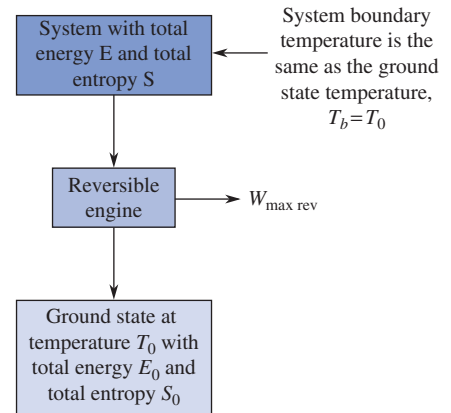 System with total
energy E and total
entropy S
System boundary
temperature is the
same as the ground
state temperature,
T_b=T_0
Reversible
engine
W_max rev
Ground state at
temperature T_0 with
total energy E_0 and
total entropy S_0